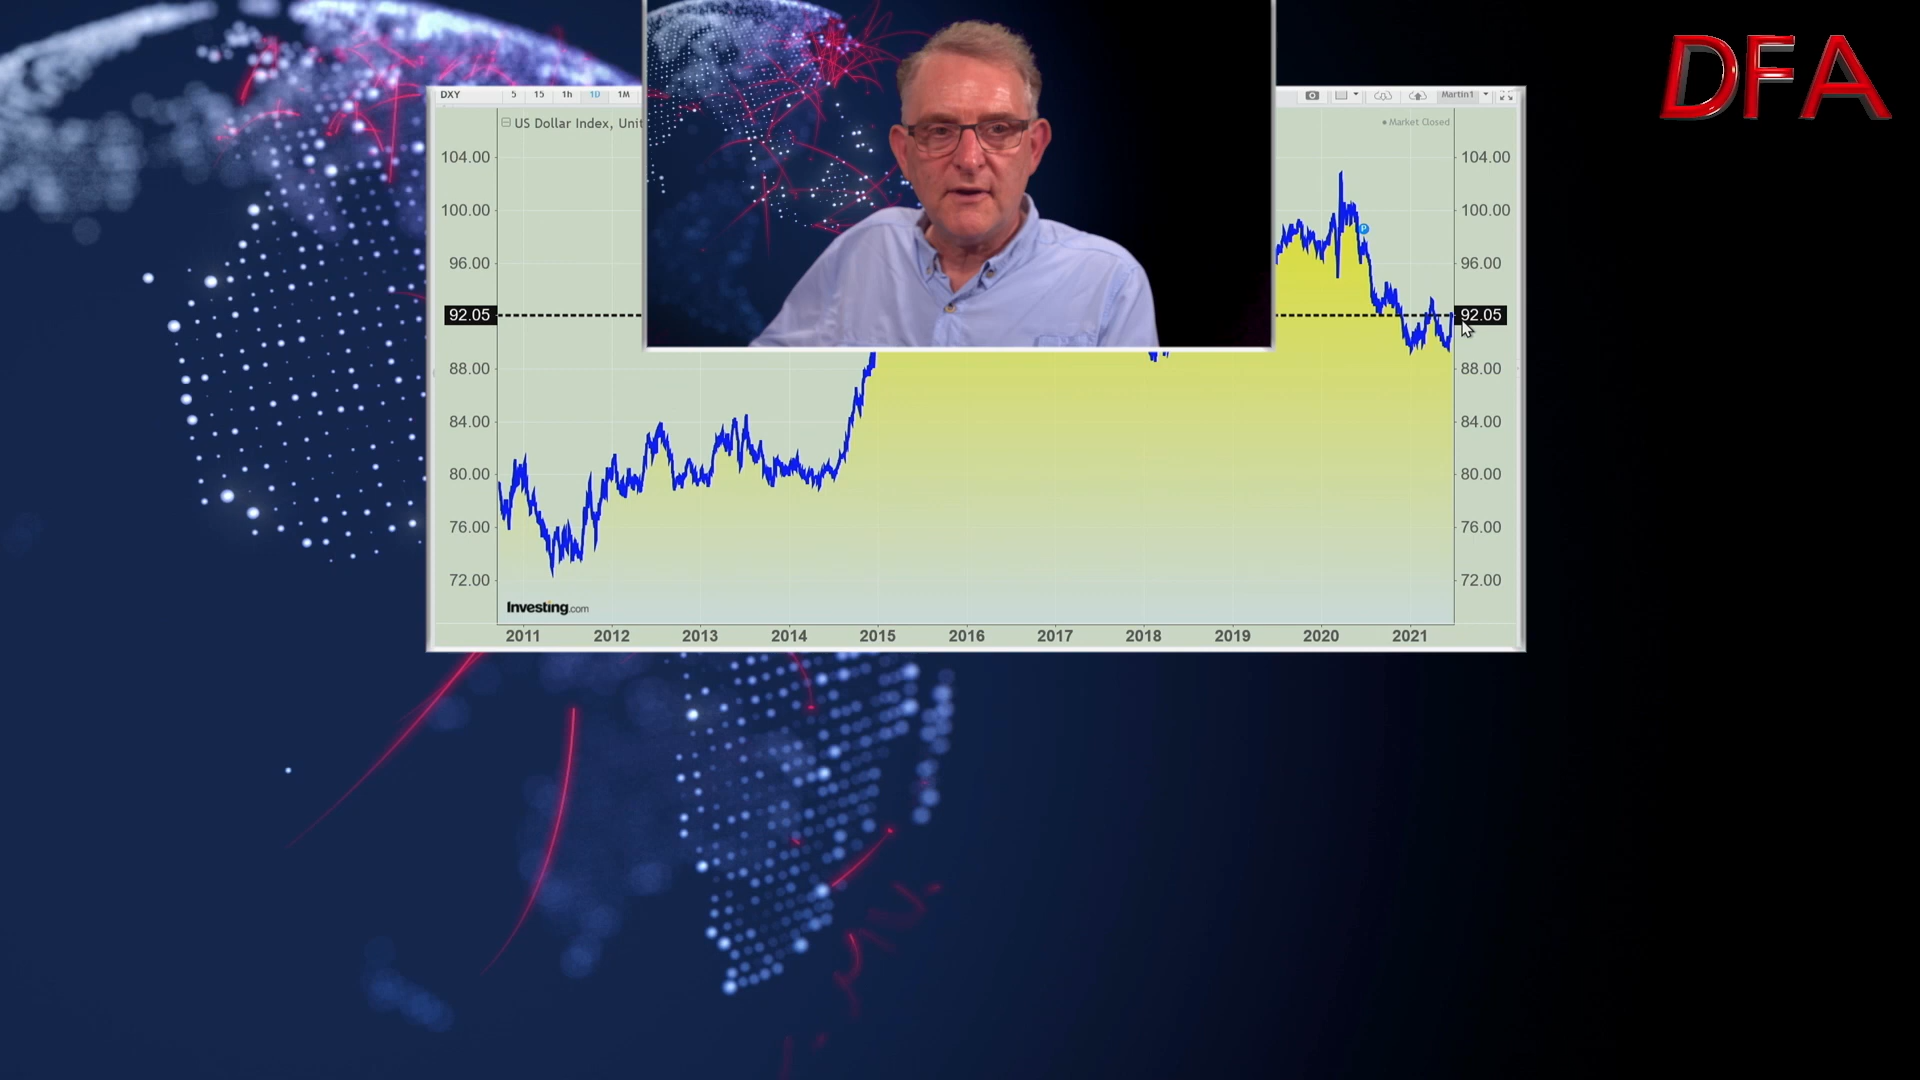 DFA
DXY 5 15 1h 1D 1M Martin1
US Dollar Index, Unit
Market Closed
104.00 104.00
100.00 100.00
96.00 96.00
92.05 92.05
88.00 88.00
84.00 84.00
80.00 80.00
76.00 76.00
72.00 72.00
P
Investing.com
2011 2012 2013 2014 2015 2016 2017 2018 2019 2020 2021